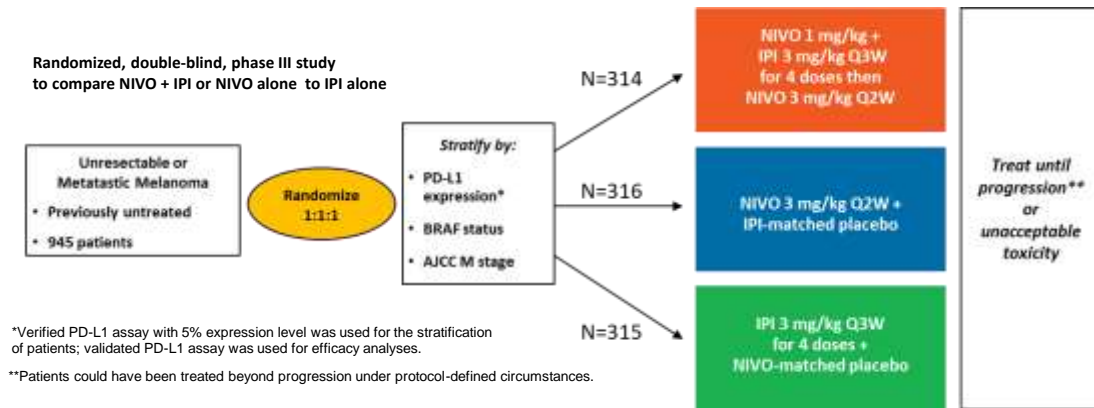 Randomized, double-blind, phase III study
to compare NIVO + IPI or NIVO alone  to IPI alone
Unresectable or
Metatastic Melanoma
• Previously untreated
• 945 patients
Randomize
1:1:1
Stratify by:
• PD-L1
expression*
• BRAF status
• AJCC M stage
N=314
N=316
N=315
NIVO 1 mg/kg +
IPI 3 mg/kg Q3W
for 4 doses then
NIVO 3 mg/kg Q2W
NIVO 3 mg/kg Q2W +
IPI-matched placebo
IPI 3 mg/kg Q3W
for 4 doses +
NIVO-matched placebo
Treat until
progression**
or
unacceptable
toxicity
*Verified PD-L1 assay with 5% expression level was used for the stratification
of patients; validated PD-L1 assay was used for efficacy analyses.
**Patients could have been treated beyond progression under protocol-defined circumstances.